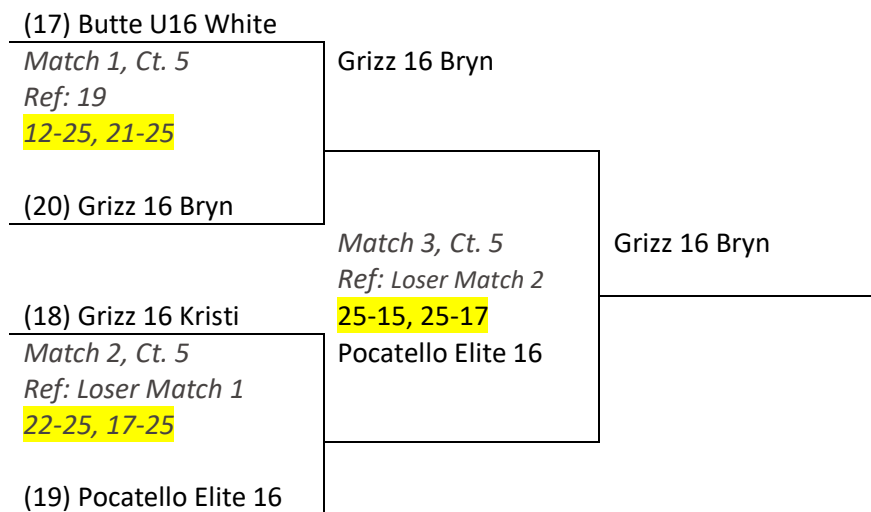 (17) Butte U16 White
Match 1, Ct. 5
Ref: 19
12-25, 21-25
(20) Grizz 16 Bryn
(18) Grizz 16 Kristi
Match 2, Ct. 5
Ref: Loser Match 1
22-25, 17-25
(19) Pocatello Elite 16
Grizz 16 Bryn
Match 3, Ct. 5
Ref: Loser Match 2
25-15, 25-17
Pocatello Elite 16
Grizz 16 Bryn